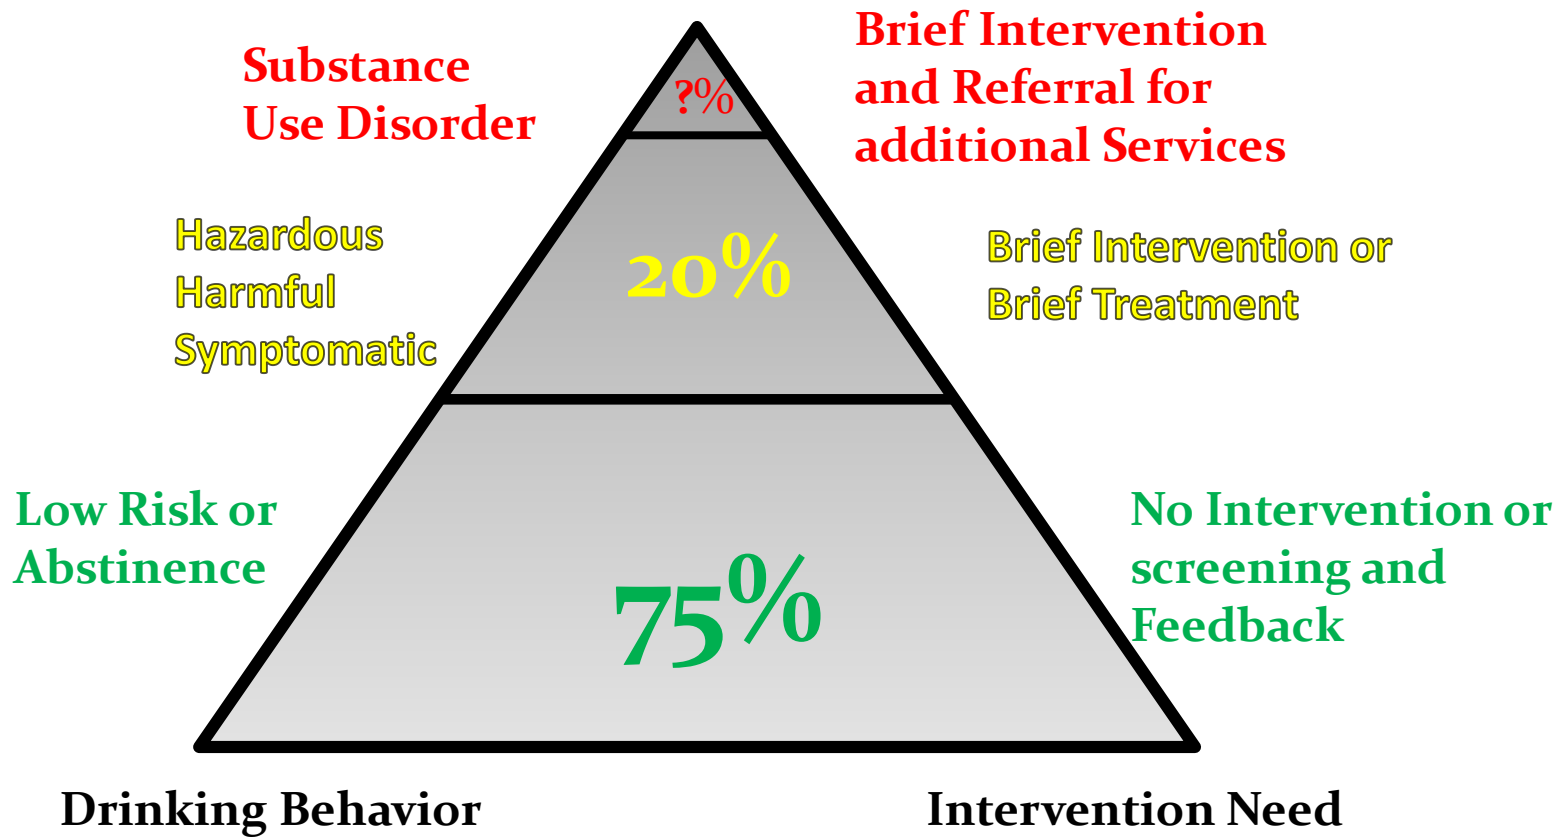 Substance
Use Disorder
?%
Brief Intervention
and Referral for
additional Services
Hazardous
Harmful
Symptomatic
20%
Brief Intervention or
Brief Treatment
Low Risk or
Abstinence
75%
No Intervention or
screening and
Feedback
Drinking Behavior
Intervention Need